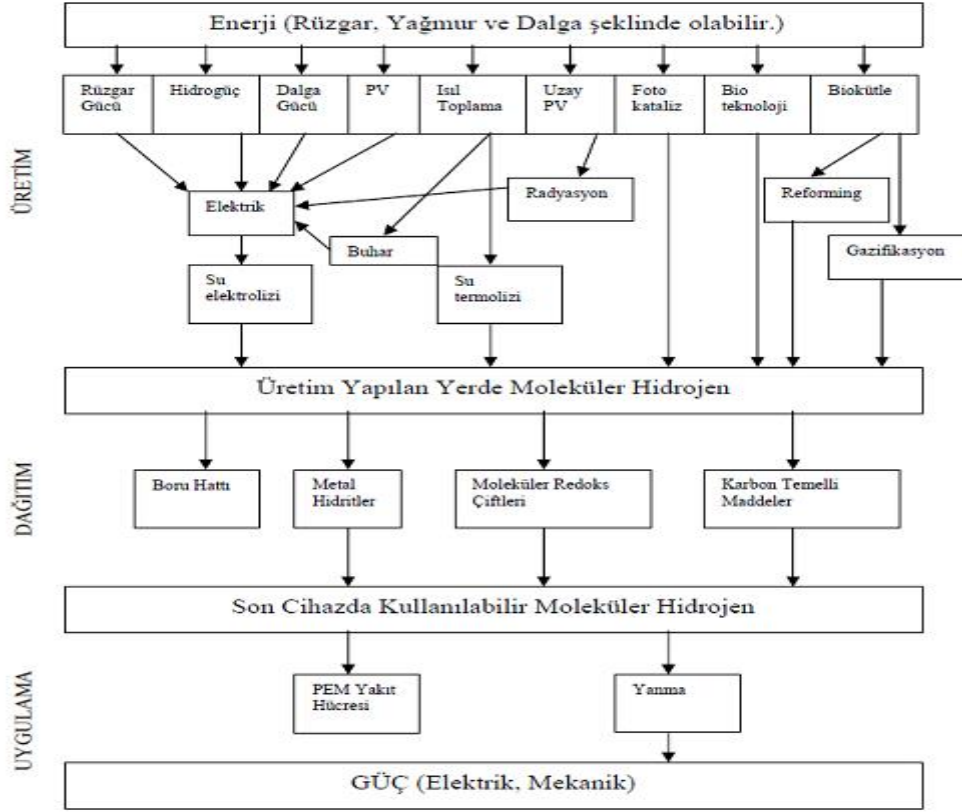 Enerji (Rüzgar, Yağmur ve Dalga şeklinde olabilir.)
Rüzgar
Gücü
Hidrogüç
Dalga
Gücü
PV
Isıl
Toplama
Uzay
PV
Foto
kataliz
Bio
teknoloji
Biokütle
ÜRETİM
Elektrik
Radyasyon
Reforming
Buhar
Gazifikasyon
Su
elektrolizi
Su
termolizi
Üretim Yapılan Yerde Moleküler Hidrojen
DAĞITIM
Boru Hattı
Metal
Hidritler
Moleküler Redoks
Çiftleri
Karbon Temelli
Maddeler
Son Cihazda Kullanılabilir Moleküler Hidrojen
UYGULAMA
PEM Yakıt
Hücresi
Yanma
GÜÇ (Elektrik, Mekanik)